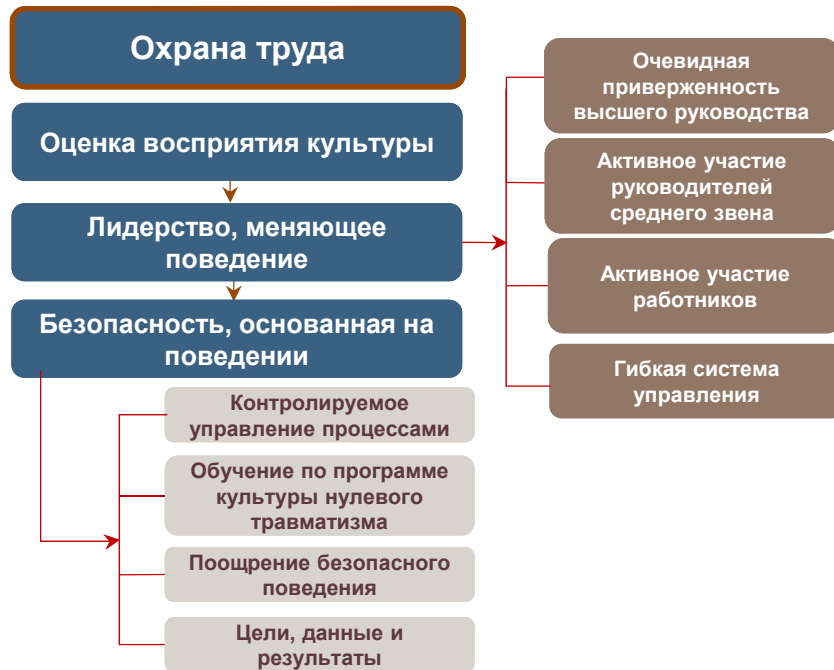 Охрана труда
Оценка восприятия культуры
Лидерство, меняющее
поведение
Безопасность, основанная на
поведении
Контролируемое
управление процессами
Обучение по программе
культуры нулевого
травматизма
Поощрение безопасного
поведения
Цели, данные и
результаты
Очевидная
приверженность
высшего руководства
Активное участие
руководителей
среднего звена
Активное участие
работников
Гибкая система
управления